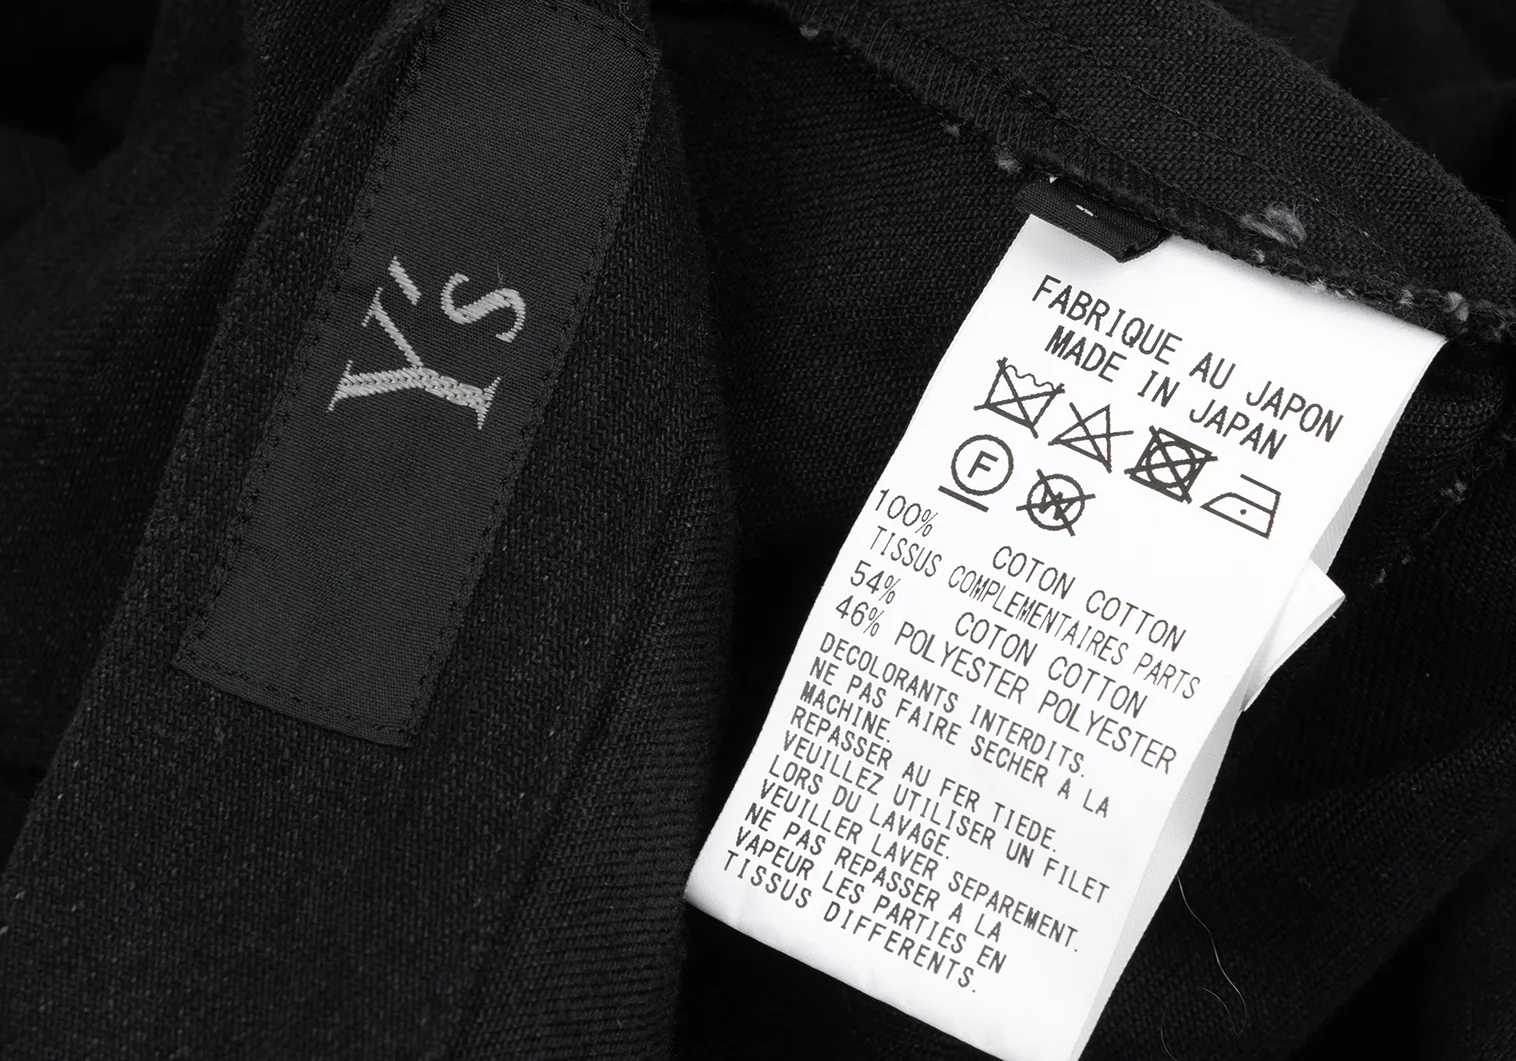 Y's
FABRIQUE AU JAPON
MADE IN JAPAN
F
W
100% COTON COTTON
TISSUS COMPLEMENTAIRES PARTS
54% COTON COTTON
46% POLYESTER POLYESTER
DECOLORANTS INTERDITS.
NE PAS FAIRE SECHER A LA
MACHINE.
REPASSER AU FER TIEDE.
VEUILLEZ UTILISER UN FILET
LORS DU LAVAGE.
VEUILLER LAVER SEPAREMENT.
NE PAS REPASSER A LA
VAPEUR LES PARTIES EN
TISSUS DIFFERENTS.